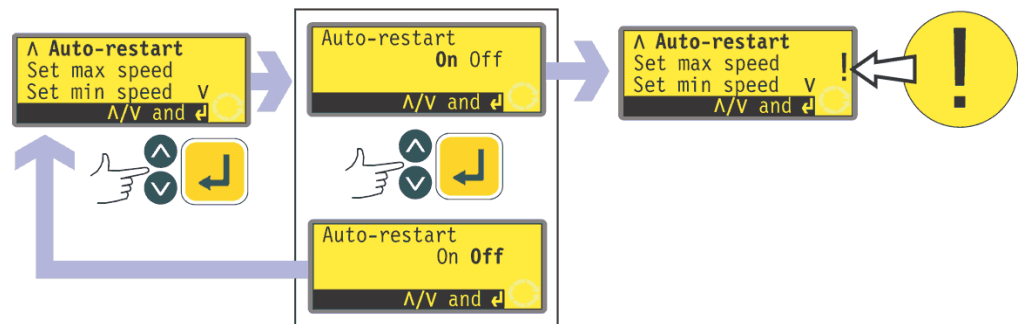 Λ Auto-restart
Set max speed
Set min speed V
Λ/V and ↲
Auto-restart
On Off
Λ/V and ↲
Auto-restart
On Off
Λ/V and ↲
Λ Auto-restart
Set max speed
Set min speed V
!
Λ/V and ↲
!